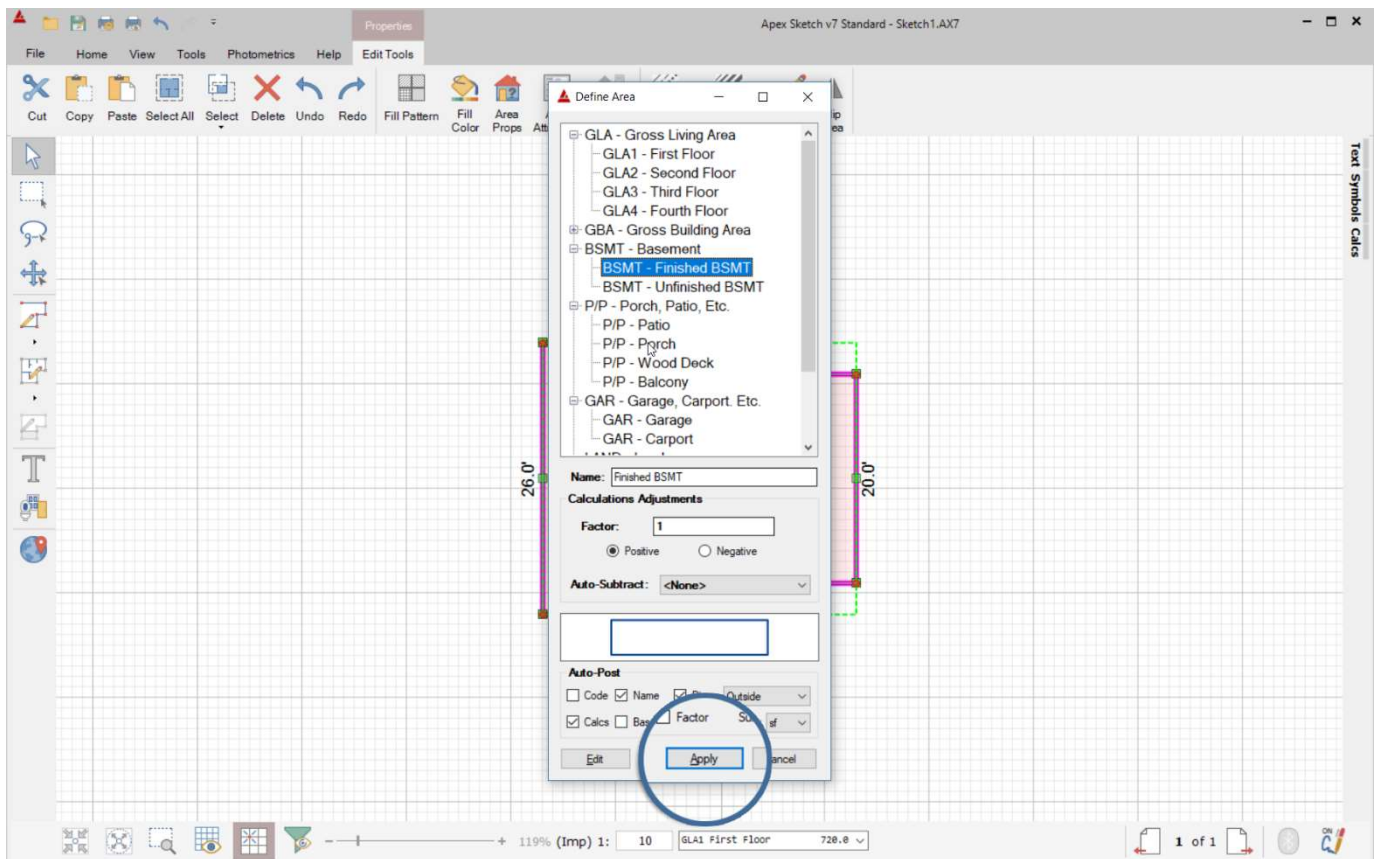 Properties
Apex Sketch v7 Standard - Sketch1.AX7
File Home View Tools Photometrics Help Edit Tools
Cut Copy Paste Select All Select Delete Undo Redo Fill Pattern Fill Color Area Props
Define Area
GLA - Gross Living Area
GLA1 - First Floor
GLA2 - Second Floor
GLA3 - Third Floor
GLA4 - Fourth Floor
GBA - Gross Building Area
BSMT - Basement
BSMT - Finished BSMT
BSMT - Unfinished BSMT
P/P - Porch, Patio, Etc.
P/P - Patio
P/P - Porch
P/P - Wood Deck
P/P - Balcony
GAR - Garage, Carport. Etc.
GAR - Garage
GAR - Carport
Name: Finished BSMT
Calculations Adjustments
Factor: 1
Positive Negative
Auto-Subtract: <None>
Auto-Post
Code Name Outside
Calcs Factor sf
Edit Apply
26.0'
20.0'
Text Symbols Calcs
119% (Imp) 1: 10 GLA1 First Floor 720.0
1 of 1
ON